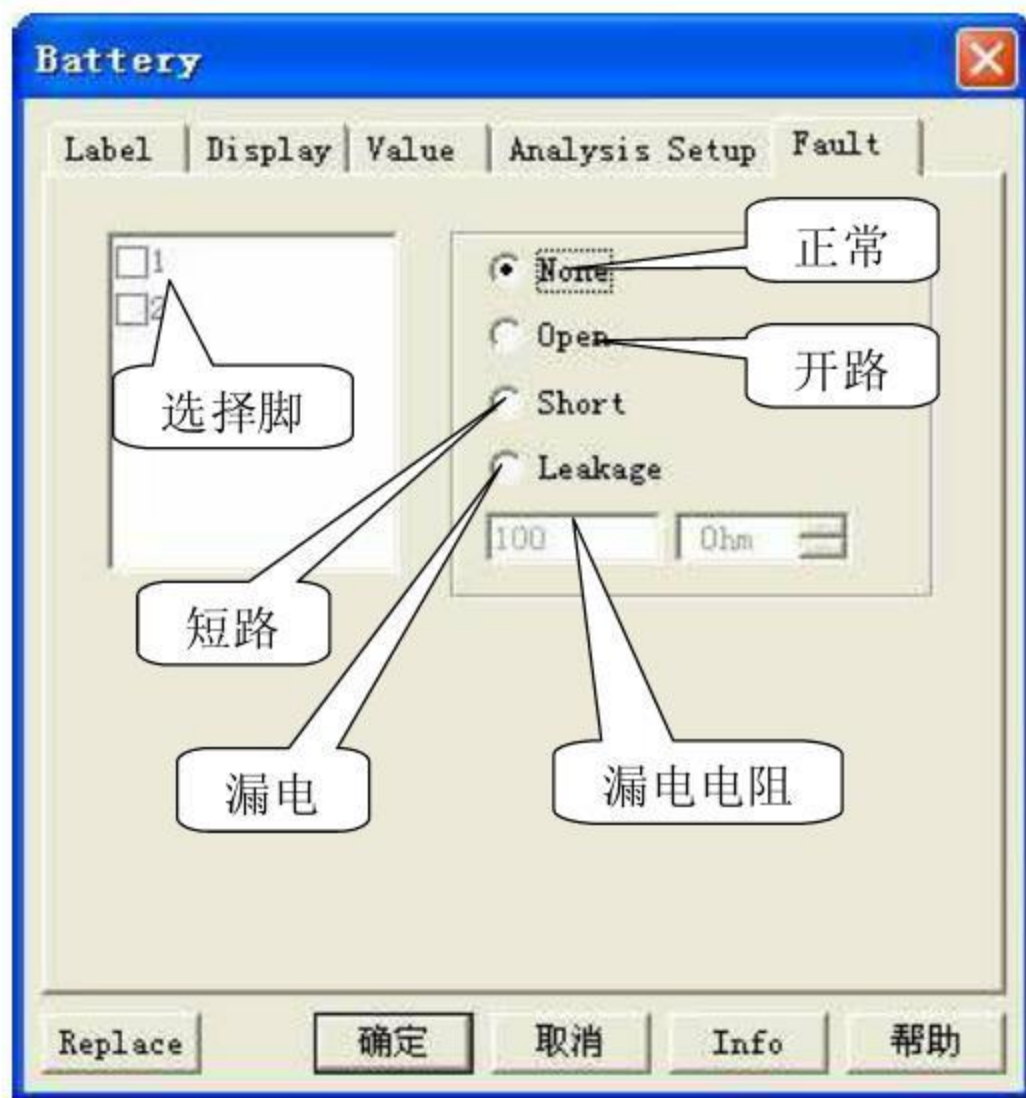 Battery
Label Display Value Analysis Setup Fault
1
None
正常
2
Open
开路
选择脚
Short
Leakage
100 Ohm
短路
漏电
漏电电阻
Replace 确定 取消 Info 帮助